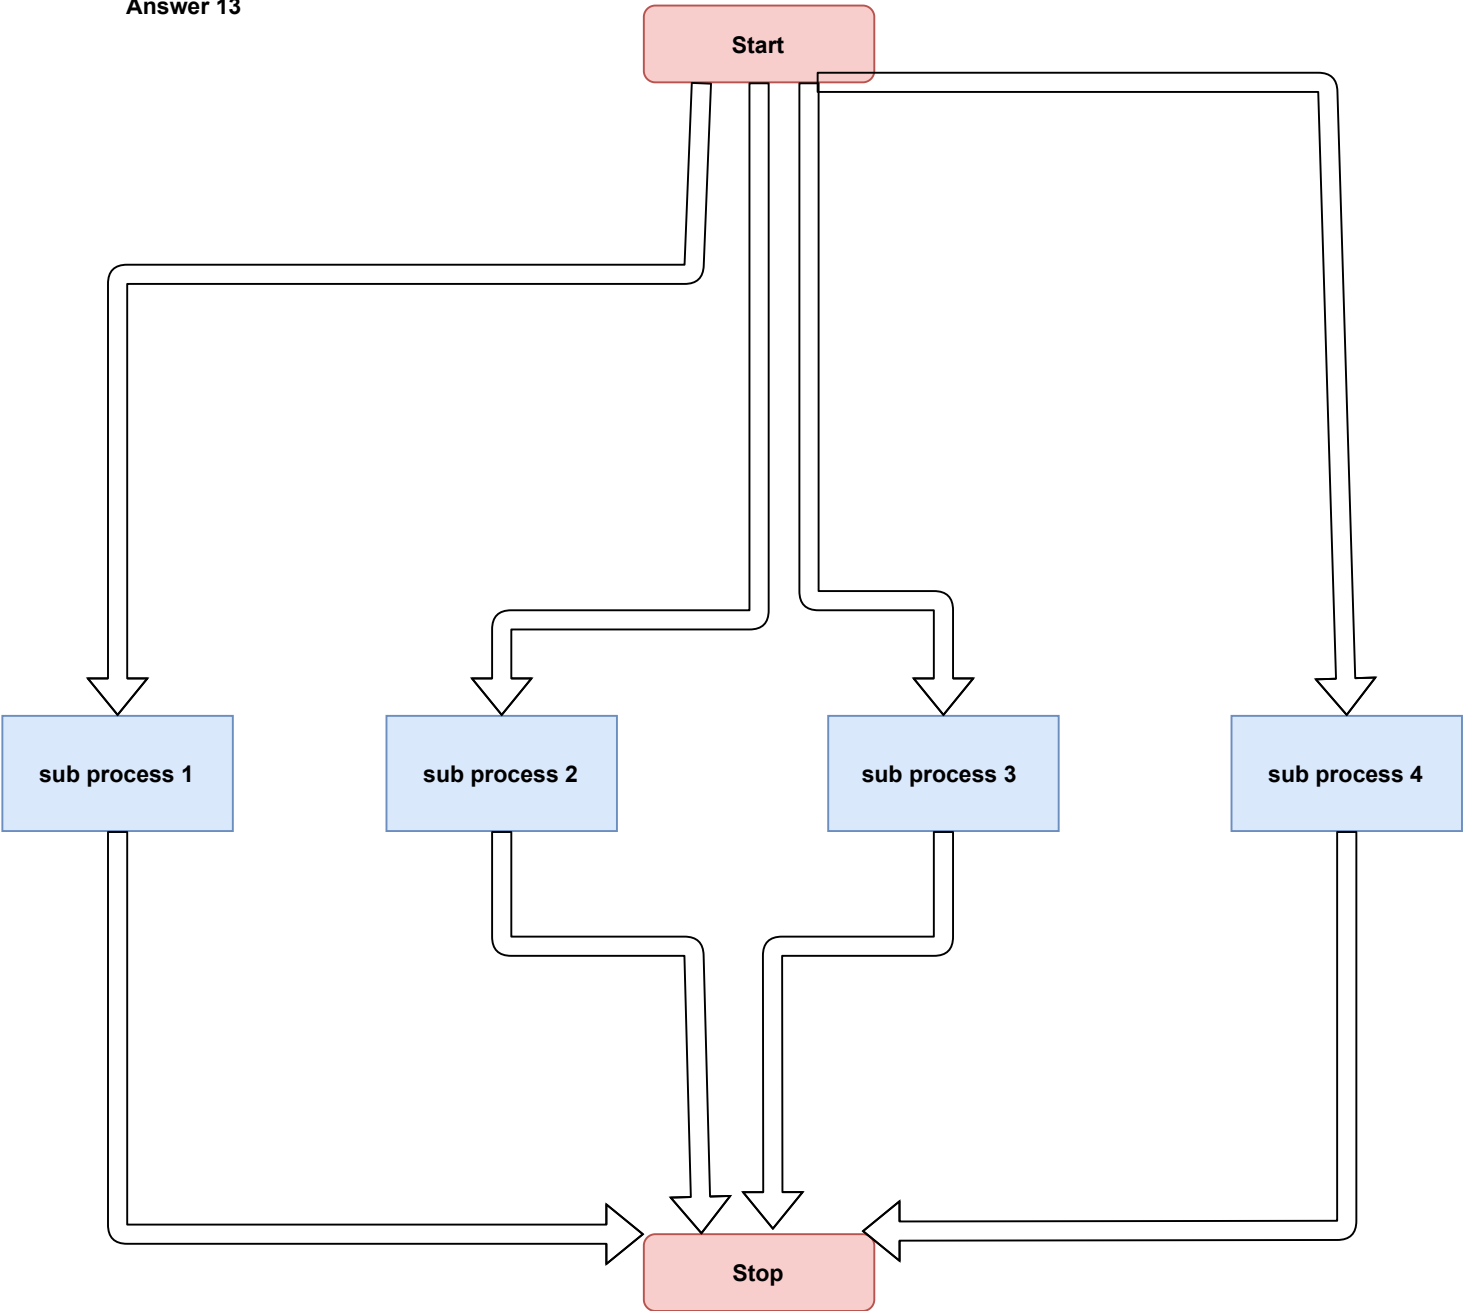 Answer 13
Start
sub process 1
sub process 2
sub process 3
sub process 4
Stop